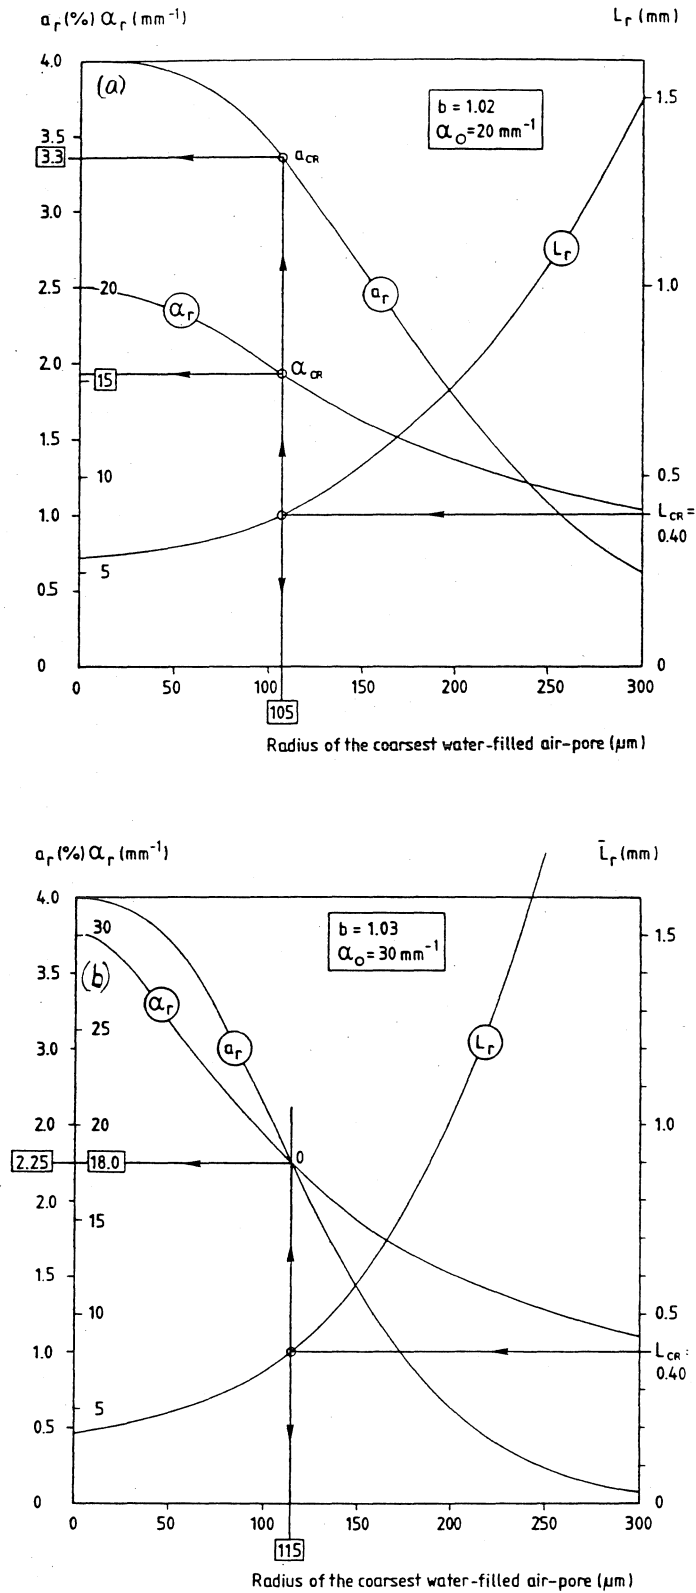 a_r (%) α_r (mm⁻¹) L_r (mm)
4.0 (a) b = 1.02 1.5
α_o = 20 mm⁻¹
3.5
3.3 a_CR
3.0
L_r
2.5 20 α_r a_r 1.0
2.0 α_CR
15
1.5
10 0.5
1.0 L_CR =
0.40
5
0.5
0 0
0 50 100 150 200 250 300
105
Radius of the coarsest water-filled air-pore (μm)
a_r (%) α_r (mm⁻¹) L̄_r (mm)
4.0
30 b = 1.03 1.5
α_o = 30 mm⁻¹
3.5 (b)
α_r
25
3.0 a_r L_r
2.0 20 1.0
2.25 18.0 0
2.0
15
1.5
10 0.5
1.0 L_CR :
0.40
5
0.5
0 0
0 50 100 150 200 250 300
115
Radius of the coarsest water-filled air-pore (μm)